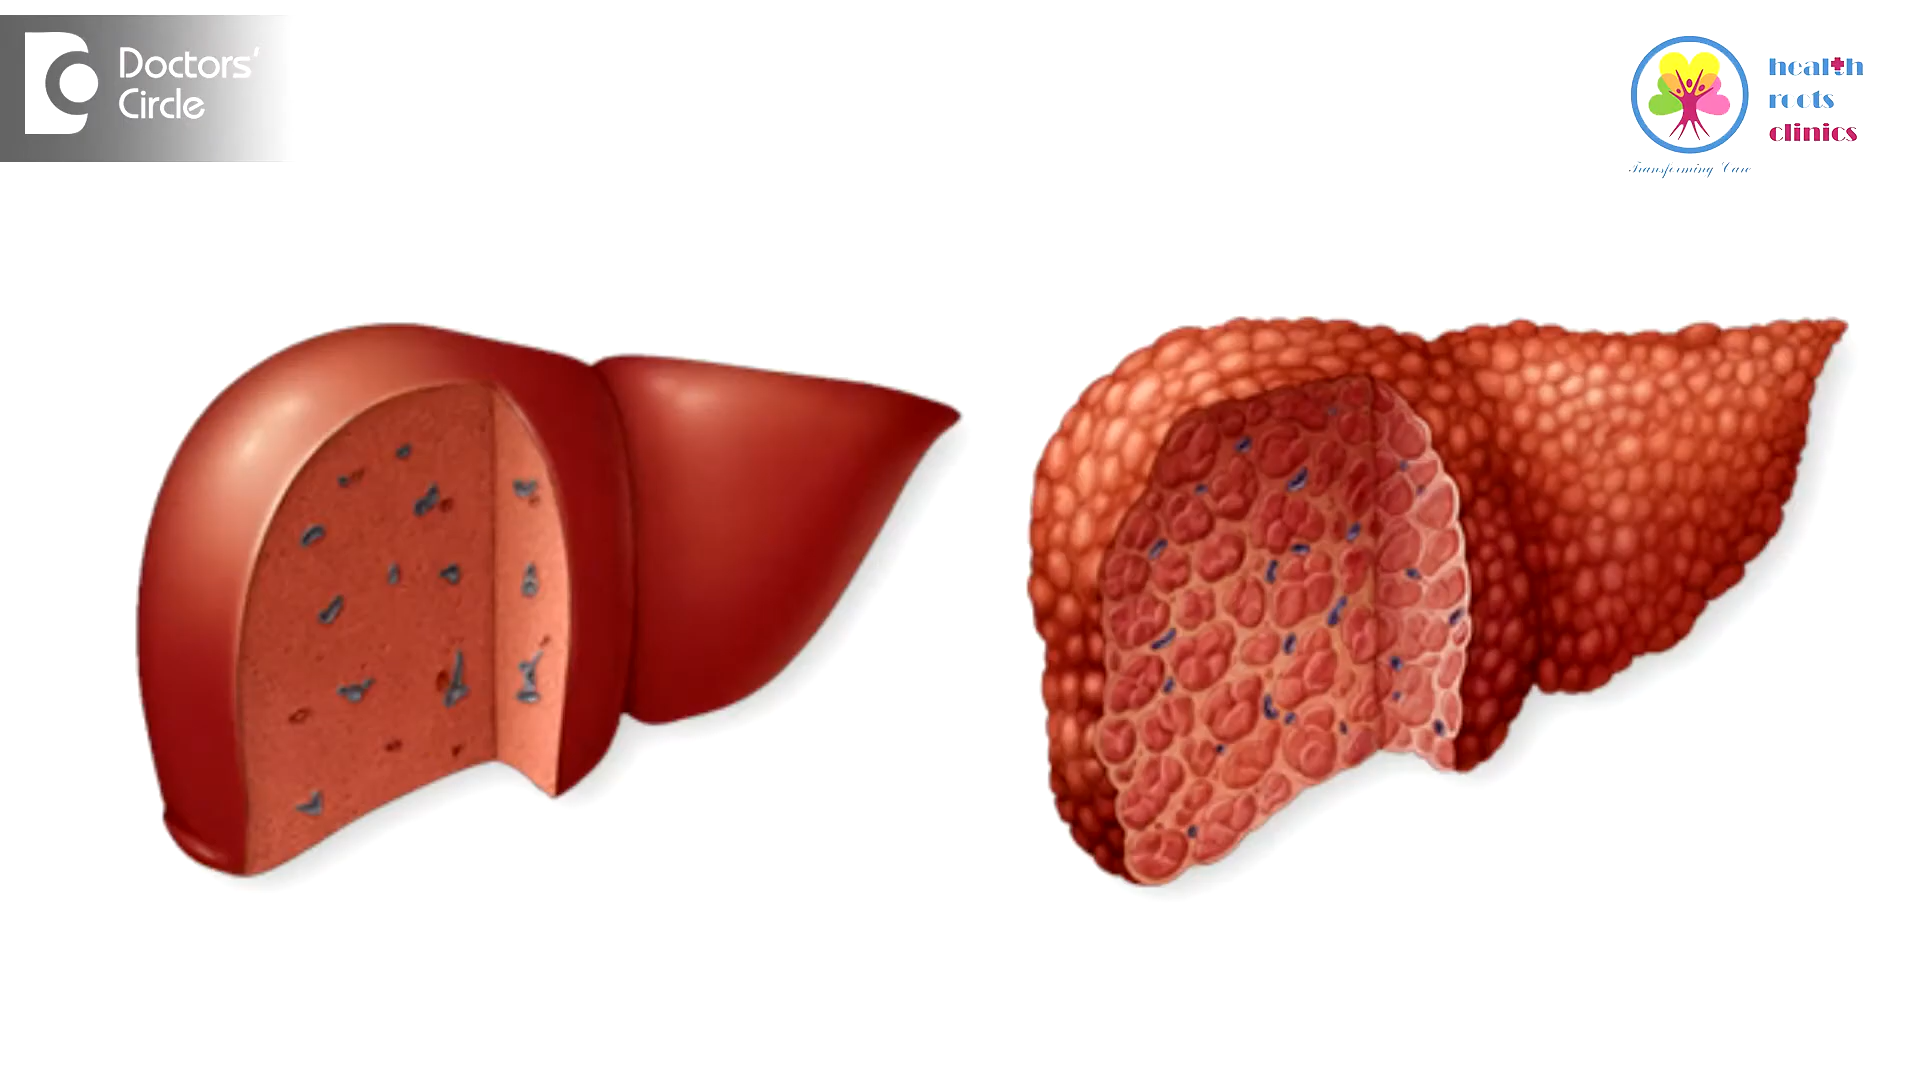 Doctors'
Circle
health
roots
clinics
Transforming Care